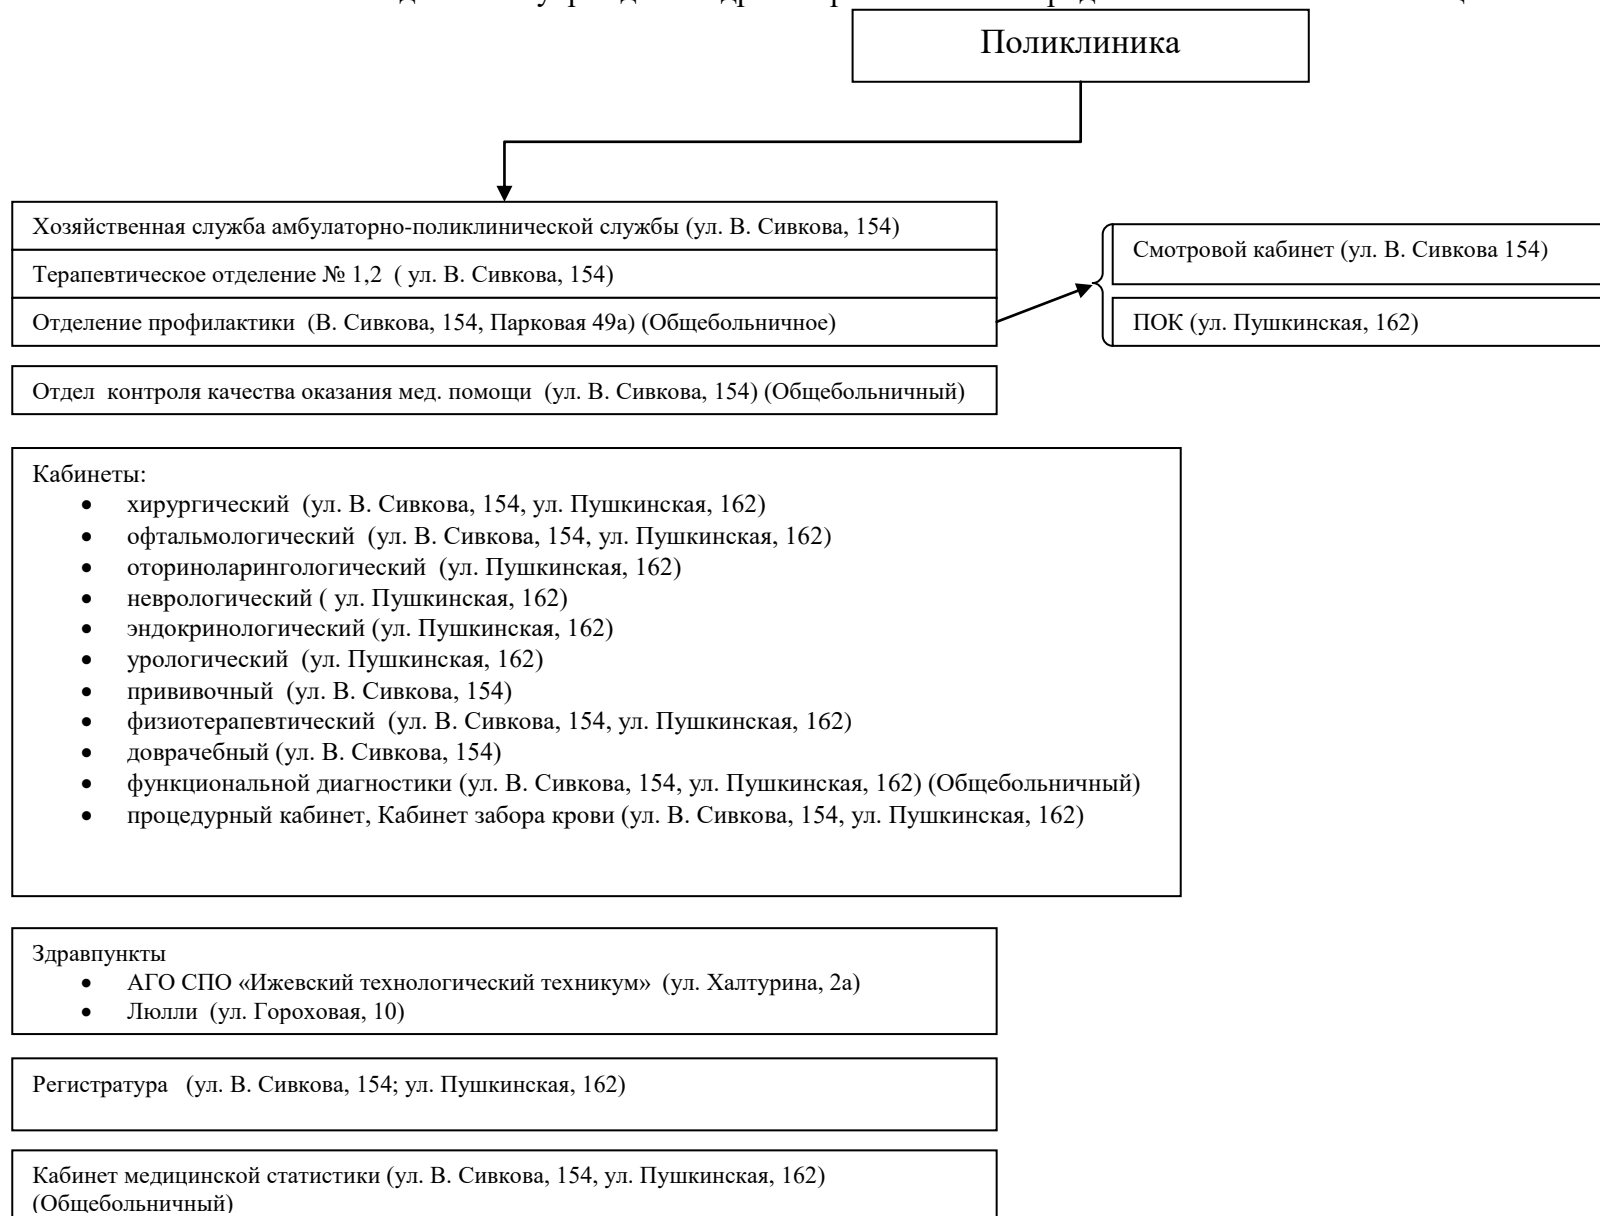 Поликлиника
Хозяйственная служба амбулаторно-поликлинической службы (ул. В. Сивкова, 154)
Терапевтическое отделение № 1,2 ( ул. В. Сивкова, 154)
Отделение профилактики (В. Сивкова, 154, Парковая 49а) (Общебольничное)
Смотровой кабинет (ул. В. Сивкова 154)
ПОК (ул. Пушкинская, 162)
Отдел контроля качества оказания мед. помощи (ул. В. Сивкова, 154) (Общебольничный)
Кабинеты:
• хирургический (ул. В. Сивкова, 154, ул. Пушкинская, 162)
• офтальмологический (ул. В. Сивкова, 154, ул. Пушкинская, 162)
• оториноларингологический (ул. Пушкинская, 162)
• неврологический ( ул. Пушкинская, 162)
• эндокринологический (ул. Пушкинская, 162)
• урологический (ул. Пушкинская, 162)
• прививочный (ул. В. Сивкова, 154)
• физиотерапевтический (ул. В. Сивкова, 154, ул. Пушкинская, 162)
• доврачебный (ул. В. Сивкова, 154)
• функциональной диагностики (ул. В. Сивкова, 154, ул. Пушкинская, 162) (Общебольничный)
• процедурный кабинет, Кабинет забора крови (ул. В. Сивкова, 154, ул. Пушкинская, 162)
Здравпункты
• АГО СПО «Ижевский технологический техникум» (ул. Халтурина, 2а)
• Люлли (ул. Гороховая, 10)
Регистратура (ул. В. Сивкова, 154; ул. Пушкинская, 162)
Кабинет медицинской статистики (ул. В. Сивкова, 154, ул. Пушкинская, 162)
(Общебольничный)